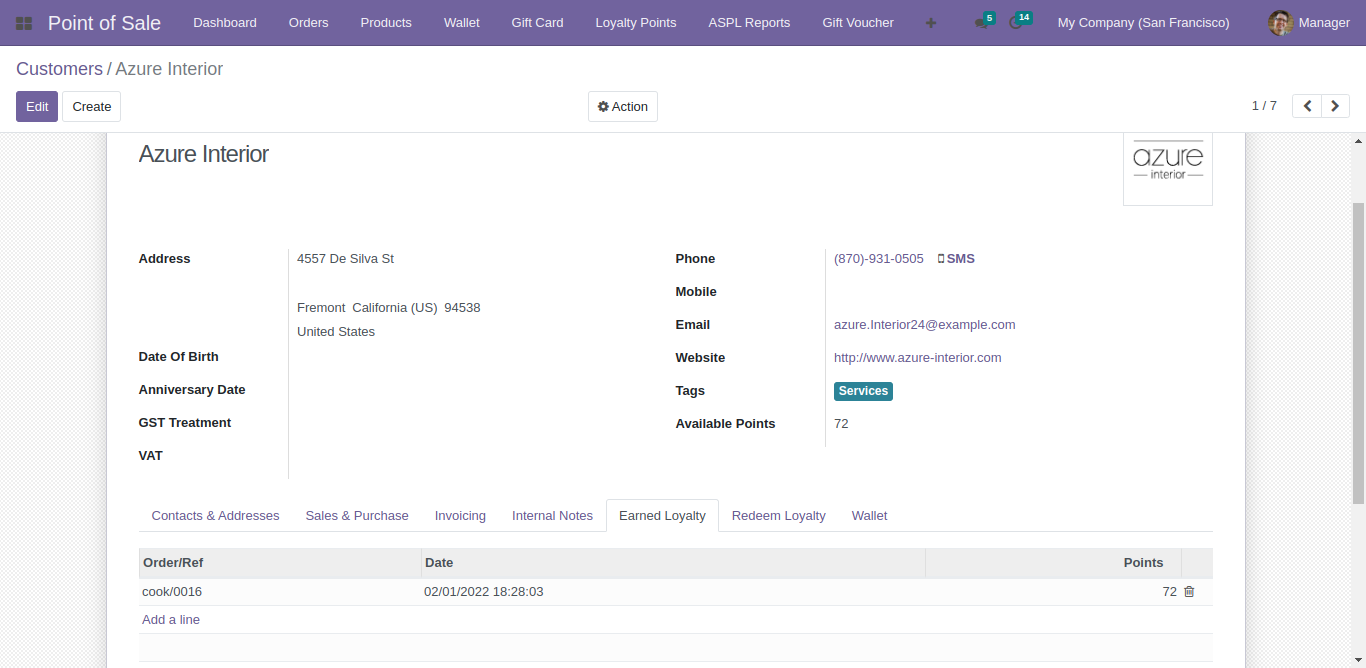 Point of Sale Dashboard Orders Products Wallet Gift Card Loyalty Points ASPL Reports Gift Voucher 5 14 My Company (San Francisco) Manager
Customers / Azure Interior
Edit Create Action 1 / 7
Azure Interior
azure
interior
Address 4557 De Silva St Phone (870)-931-0505 SMS
Mobile
Fremont California (US) 94538
Email azure.Interior24@example.com
United States
Date Of Birth Website http://www.azure-interior.com
Anniversary Date Tags Services
GST Treatment Available Points 72
VAT
Contacts & Addresses Sales & Purchase Invoicing Internal Notes Earned Loyalty Redeem Loyalty Wallet
Order/Ref Date Points
cook/0016 02/01/2022 18:28:03 72
Add a line